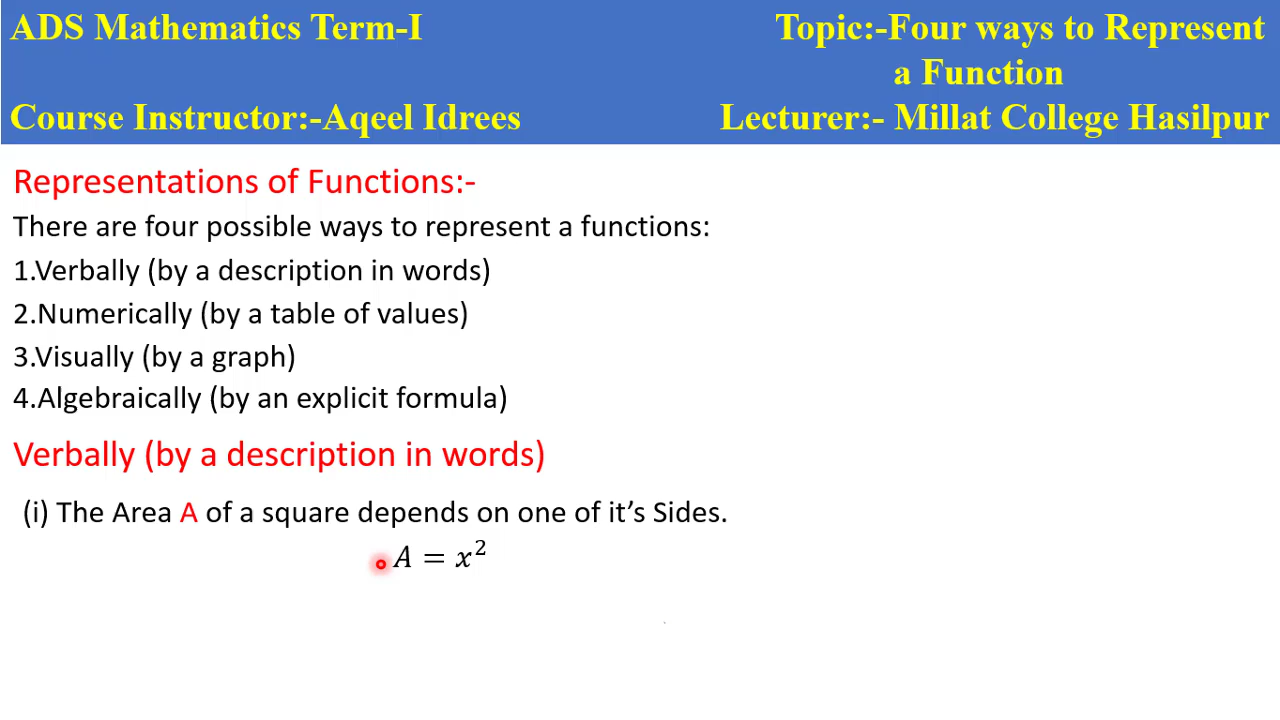 ADS Mathematics Term-I
Topic:-Four ways to Represent
a Function
Course Instructor:-Aqeel Idrees
Lecturer:- Millat College Hasilpur
Representations of Functions:-
There are four possible ways to represent a functions:
1.Verbally (by a description in words)
2.Numerically (by a table of values)
3.Visually (by a graph)
4.Algebraically (by an explicit formula)
Verbally (by a description in words)
(i) The Area A of a square depends on one of it’s Sides.
A = x²